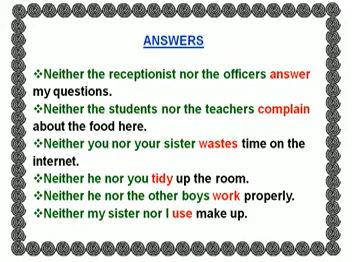 ANSWERS
❖Neither the receptionist nor the officers answer
my questions.
❖Neither the students nor the teachers complain
about the food here.
❖Neither you nor your sister wastes time on the
internet.
❖Neither he nor you tidy up the room.
❖Neither he nor the other boys work properly.
❖Neither my sister nor I use make up.